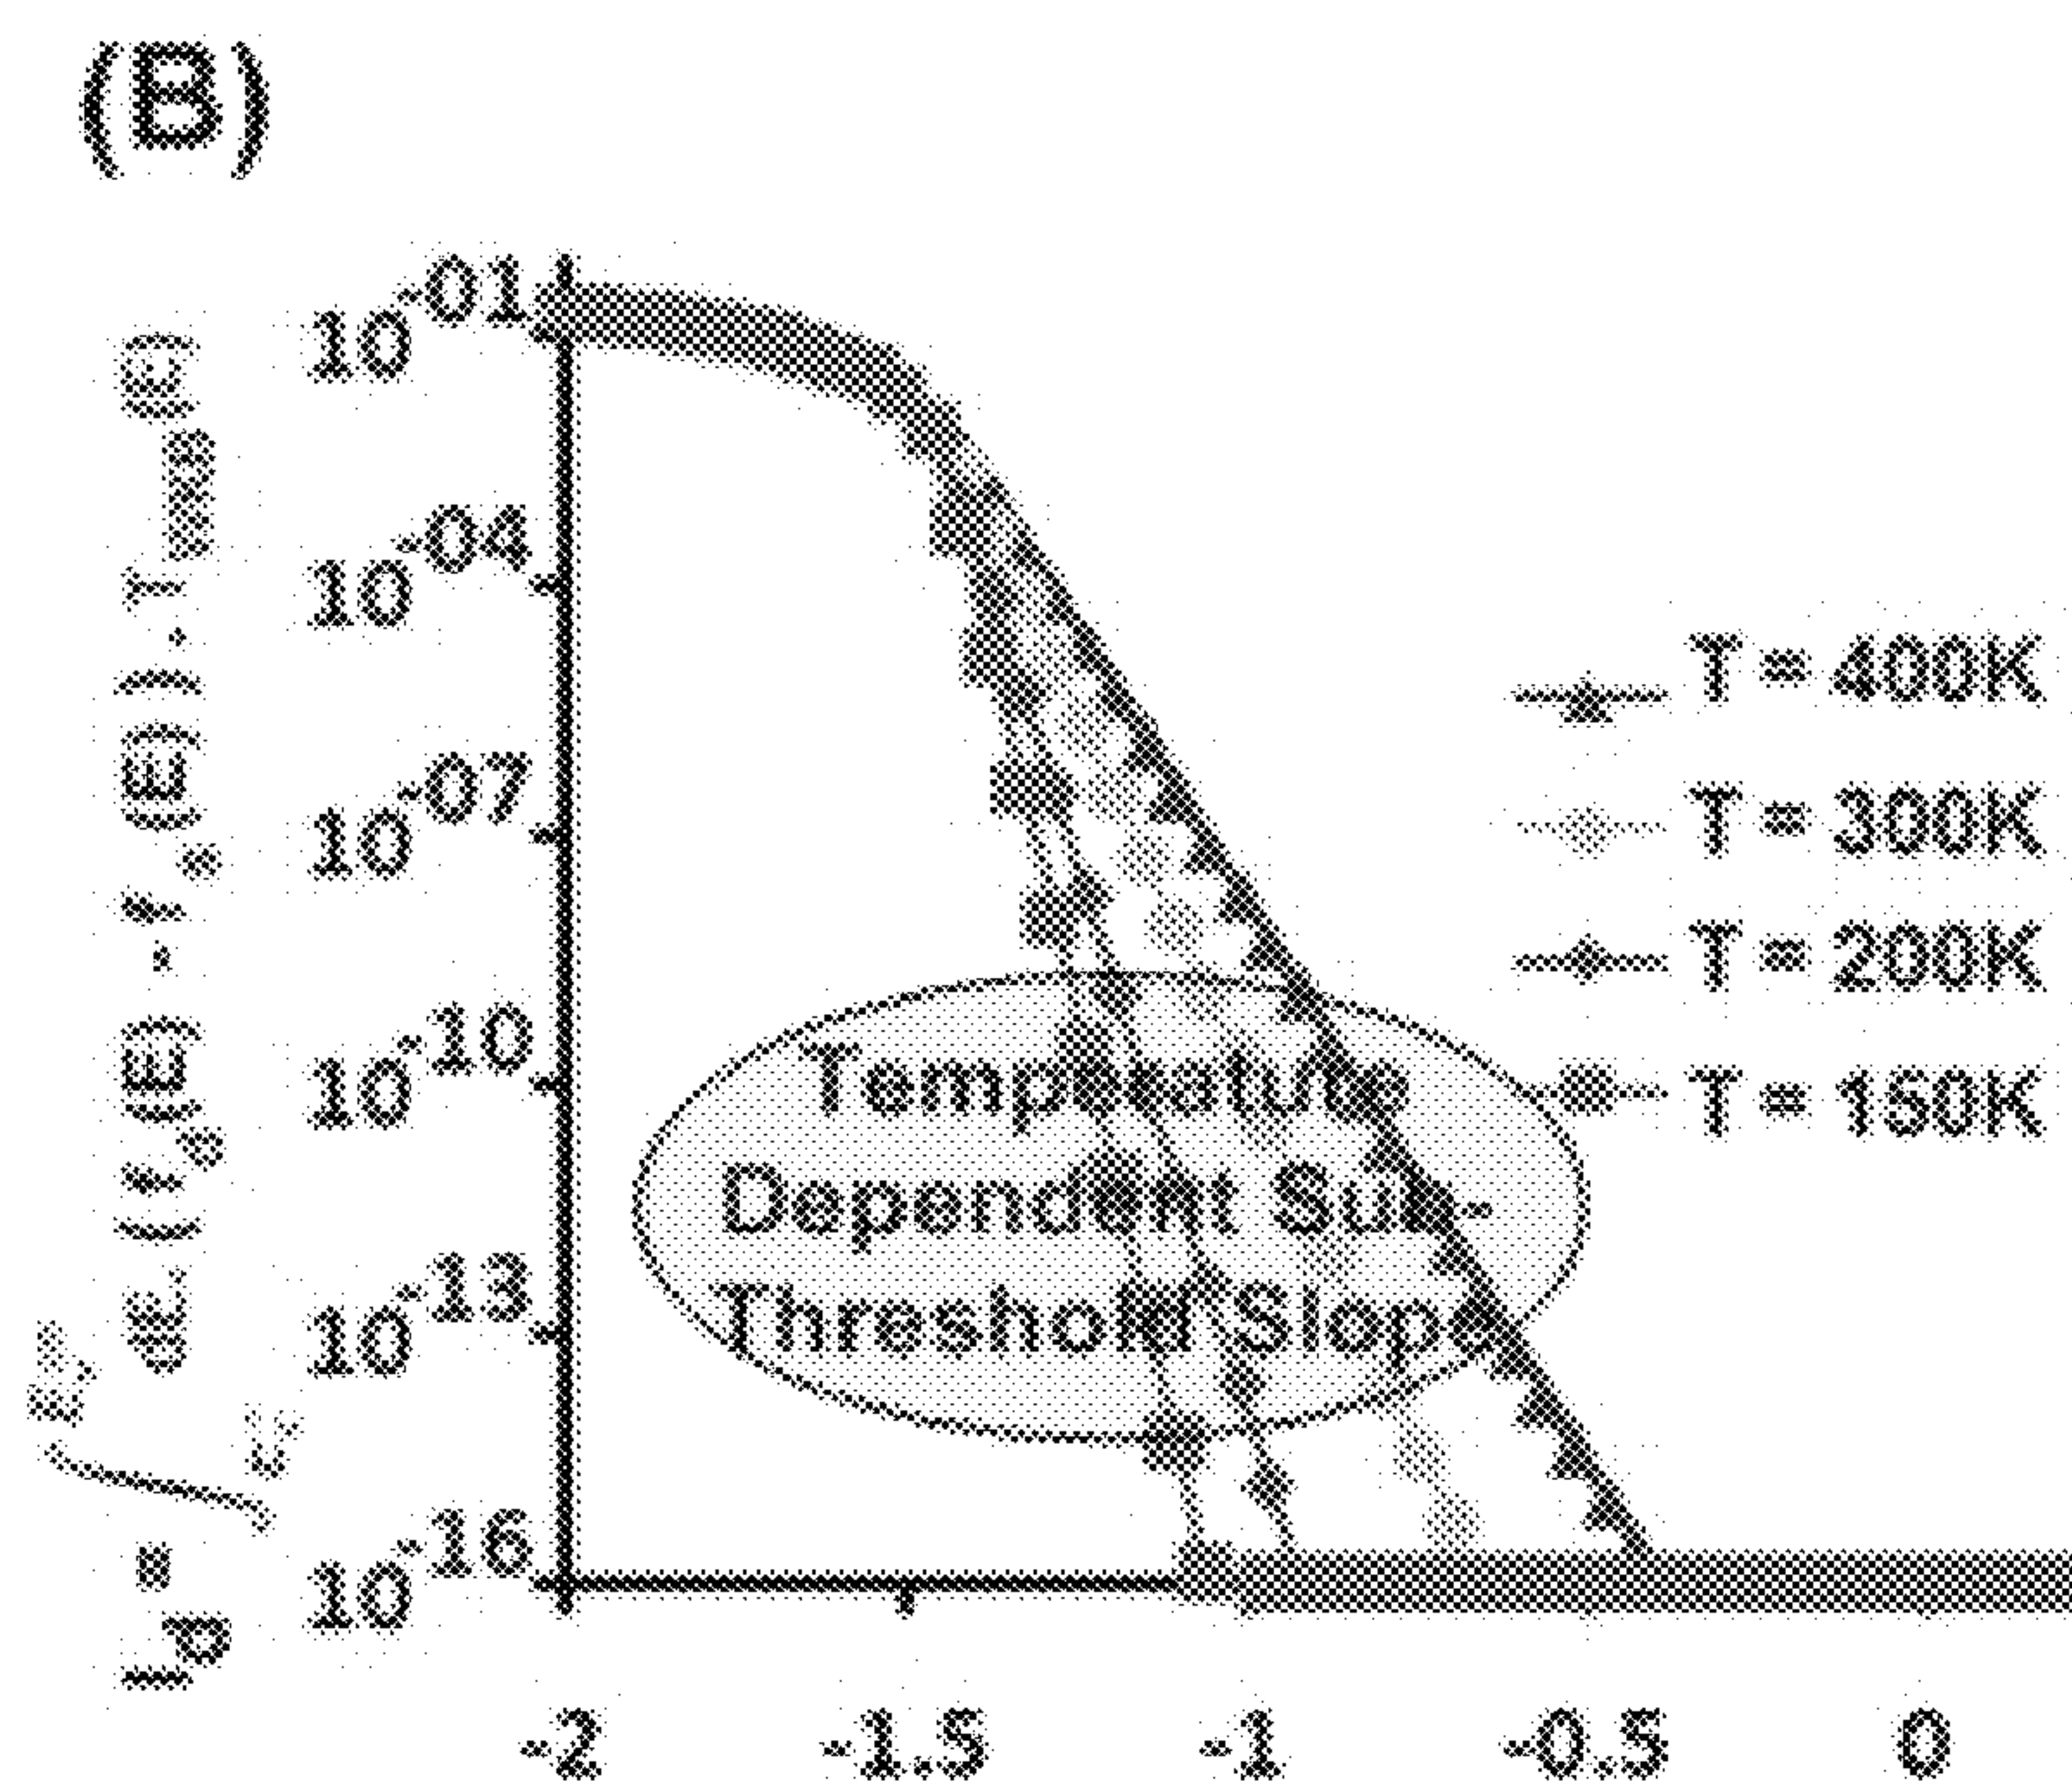 (B)
10^-01
10^-04
10^-07
10^-10
10^-13
10^-16
T = 400K
T = 300K
T = 200K
T = 150K
Temperature
Dependent Sub-
Threshold Slope
-2 -1.5 -1 -0.5 0